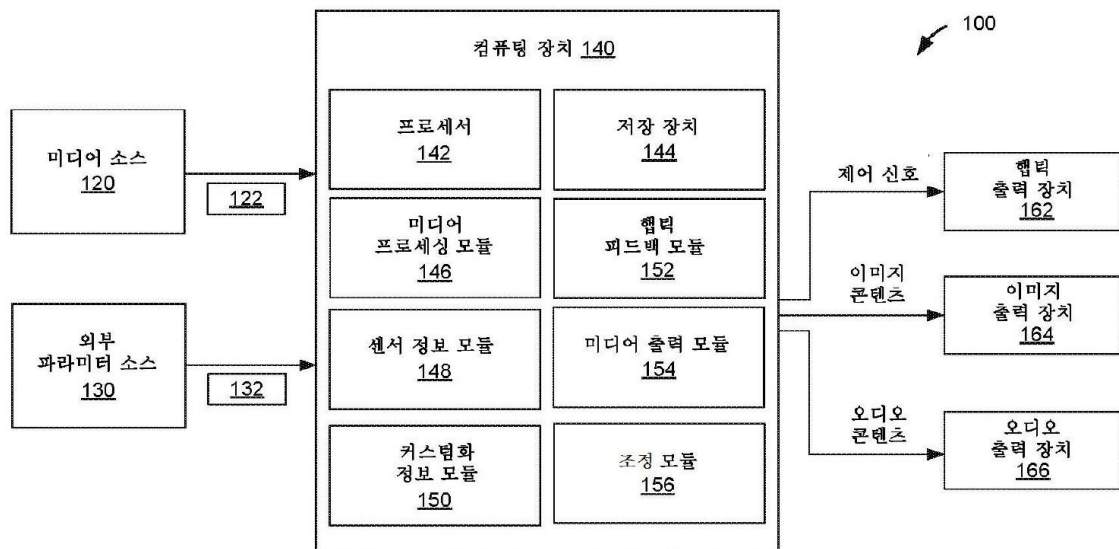 100
컴퓨팅 장치 140
미디어 소스
120
122
외부
파라미터 소스
130
132
프로세서
142
저장 장치
144
미디어
프로세싱 모듈
146
햅틱
피드백 모듈
152
센서 정보 모듈
148
미디어 출력 모듈
154
커스텀화
정보 모듈
150
조정 모듈
156
제어 신호
햅틱
출력 장치
162
이미지
콘텐츠
이미지
출력 장치
164
오디오
콘텐츠
오디오
출력 장치
166